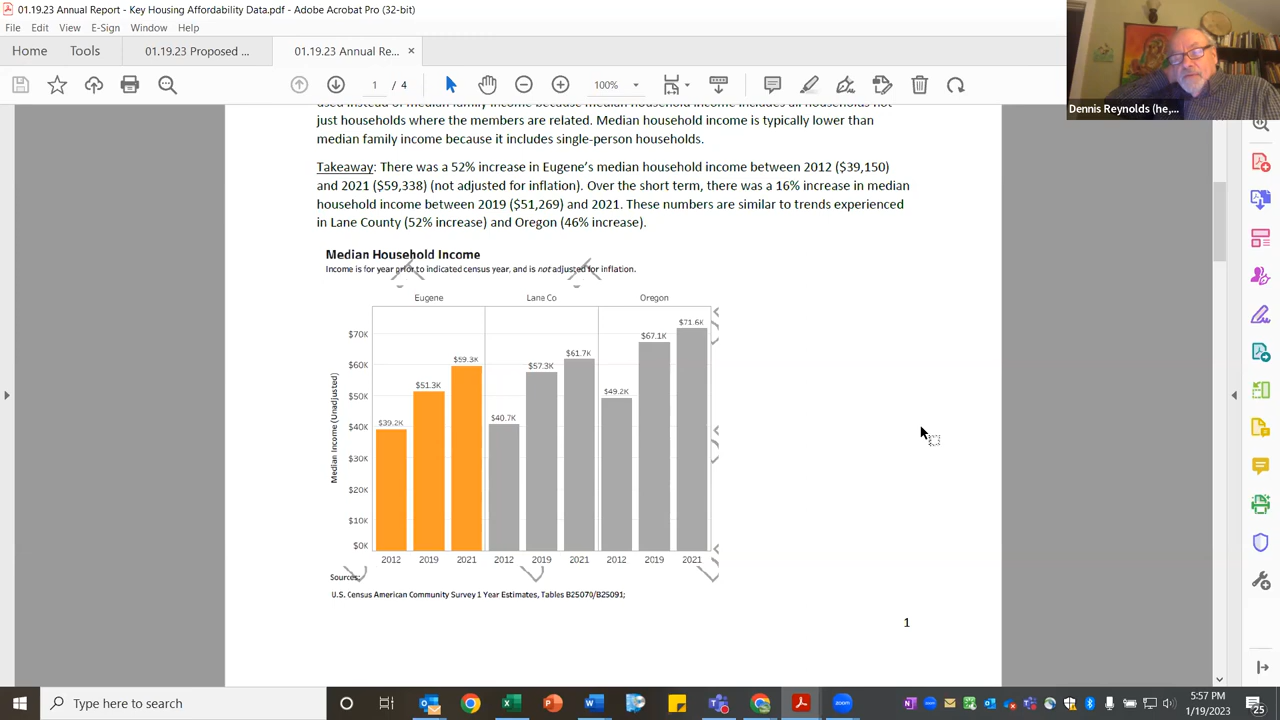 01.19.23 Annual Report - Key Housing Affordability Data.pdf - Adobe Acrobat Pro (32-bit)
File Edit View E-Sign Window Help
Home Tools 01.19.23 Proposed ... 01.19.23 Annual Re... ×
1 / 4 100%
Dennis Reynolds (he,...
just households where the members are related. Median household income is typically lower than
median family income because it includes single-person households.
Takeaway: There was a 52% increase in Eugene's median household income between 2012 ($39,150)
and 2021 ($59,338) (not adjusted for inflation). Over the short term, there was a 16% increase in median
household income between 2019 ($51,269) and 2021. These numbers are similar to trends experienced
in Lane County (52% increase) and Oregon (46% increase).
Median Household Income
Income is for year prior to indicated census year, and is not adjusted for inflation.
Eugene Lane Co Oregon
Median Income (Unadjusted)
$70K
$60K
$50K
$40K
$30K
$20K
$10K
$0K
$39.2K $51.3K $59.3K $40.7K $57.3K $61.7K $49.2K $67.1K $71.6K
2012 2019 2021 2012 2019 2021 2012 2019 2021
Sources:
U.S. Census American Community Survey 1 Year Estimates, Tables B25070/B25091;
1
Type here to search
5:57 PM
1/19/2023
25